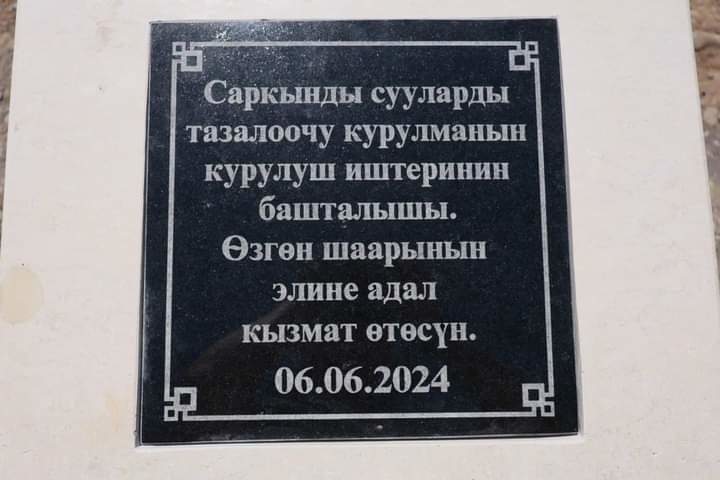 Саркынды сууларды
тазалоочу курулманын
курулуш иштеринин
башталышы.
Өзгөн шаарынын
элине адал
кызмат өтөсүн.
06.06.2024